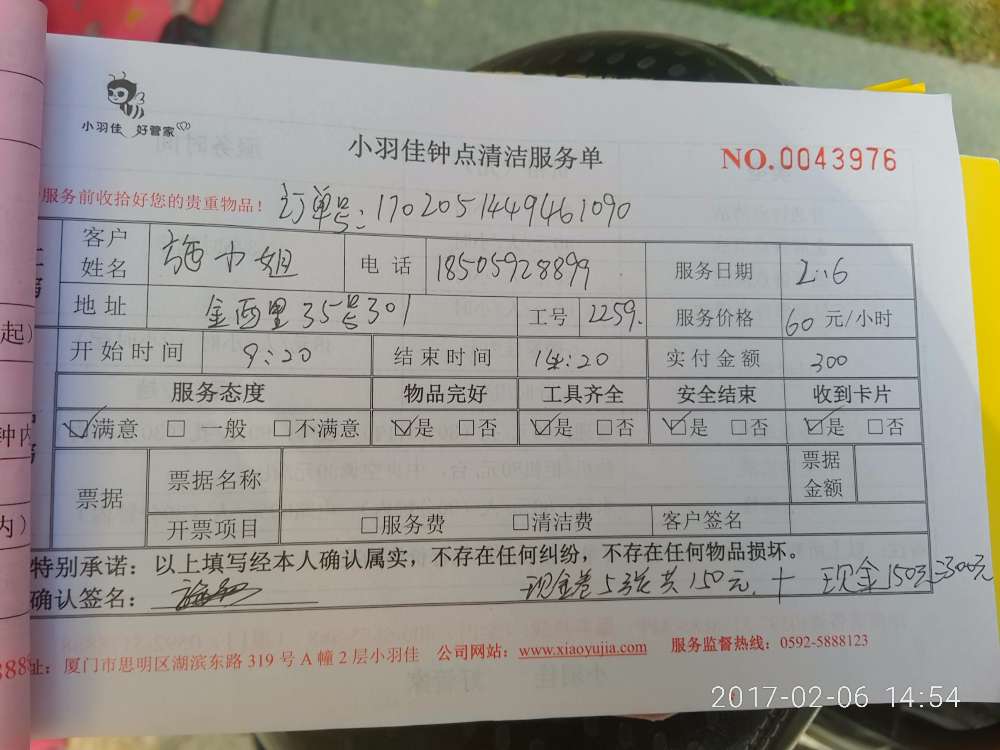 小羽佳 好管家
小羽佳钟点清洁服务单
NO.0043976
服务前收拾好您的贵重物品！ 订单号：170205144946 1090
客户姓名 施小姐 电话 18505928899 服务日期 2.6
地址 金酉里35号301 工号 2259. 服务价格 60元/小时
开始时间 9:20 结束时间 14:20 实付金额 300
服务态度 物品完好 工具齐全 安全结束 收到卡片
☑满意 □一般 □不满意 ☑是 □否 ☑是 □否 ☑是 □否 ☑是 □否
票据 票据名称 票据金额
开票项目 □服务费 □清洁费 客户签名
特别承诺：以上填写经本人确认属实，不存在任何纠纷，不存在任何物品损坏。
确认签名： 现金卷5张共150元 + 现金150元=300元
址：厦门市思明区湖滨东路319号A幢2层小羽佳 公司网站：www.xiaoyujia.com 服务监督热线：0592-5888123
2017-02-06 14:54